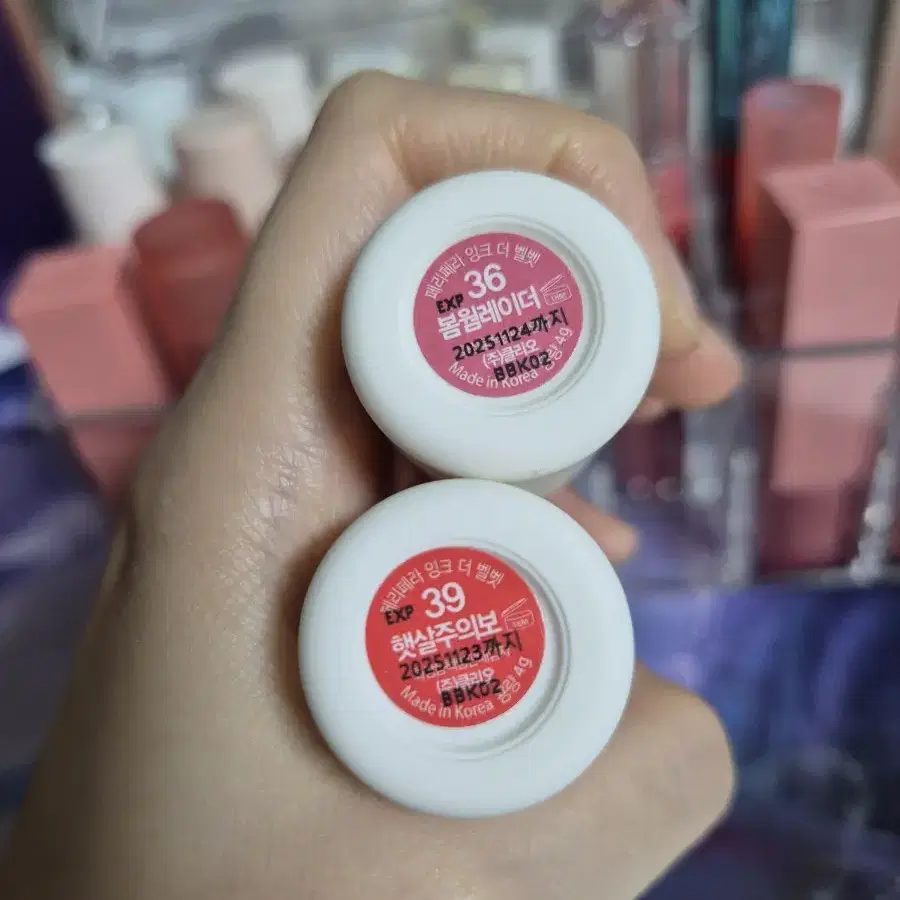 페리페라 잉크 더 벨벳
36
EXP
봄웜레이더
20251124까지
(주)클리오
BBK02
Made in Korea 용량 4g
페리페라 잉크 더 벨벳
39
EXP
햇살주의보
20251123까지
(주)클리오
BBK02
Made in Korea 용량 4g